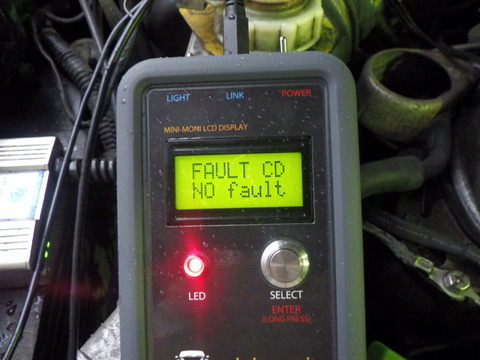 LIGHT LINK POWER
MINI-MONI LCD DISPLAY
FAULT CD
NO fault
LED SELECT
ENTER
(LONG PRESS)